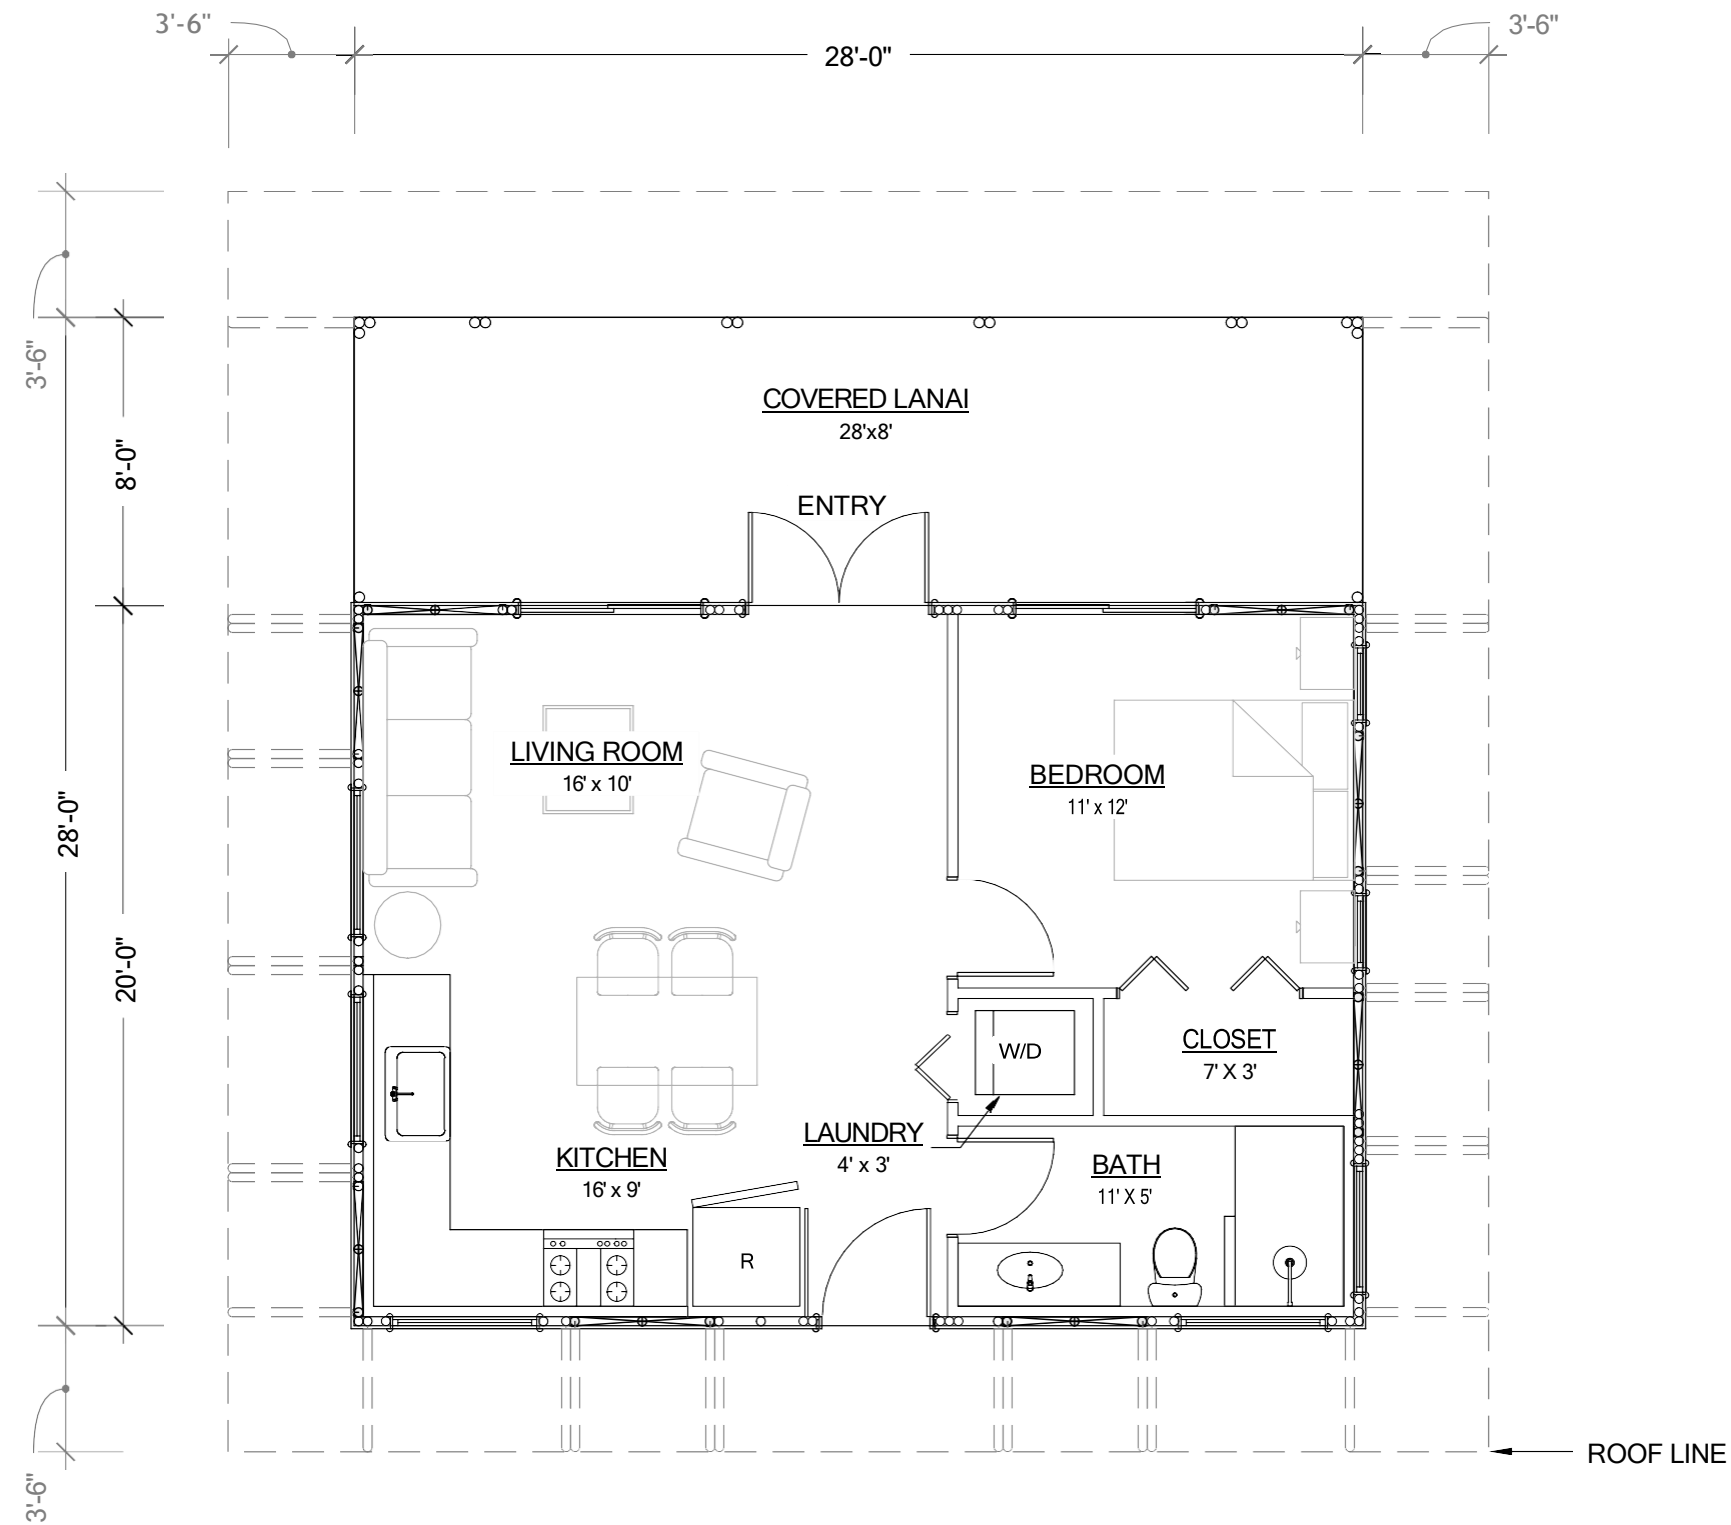 3'-6"
28'-0"
3'-6"
3'-6"
8'-0"
28'-0"
20'-0"
3'-6"
COVERED LANAI
28'x8'
ENTRY
LIVING ROOM
16' x 10'
BEDROOM
11' x 12'
W/D
CLOSET
7' X 3'
LAUNDRY
4' x 3'
KITCHEN
16' x 9'
BATH
11' X 5'
R
ROOF LINE